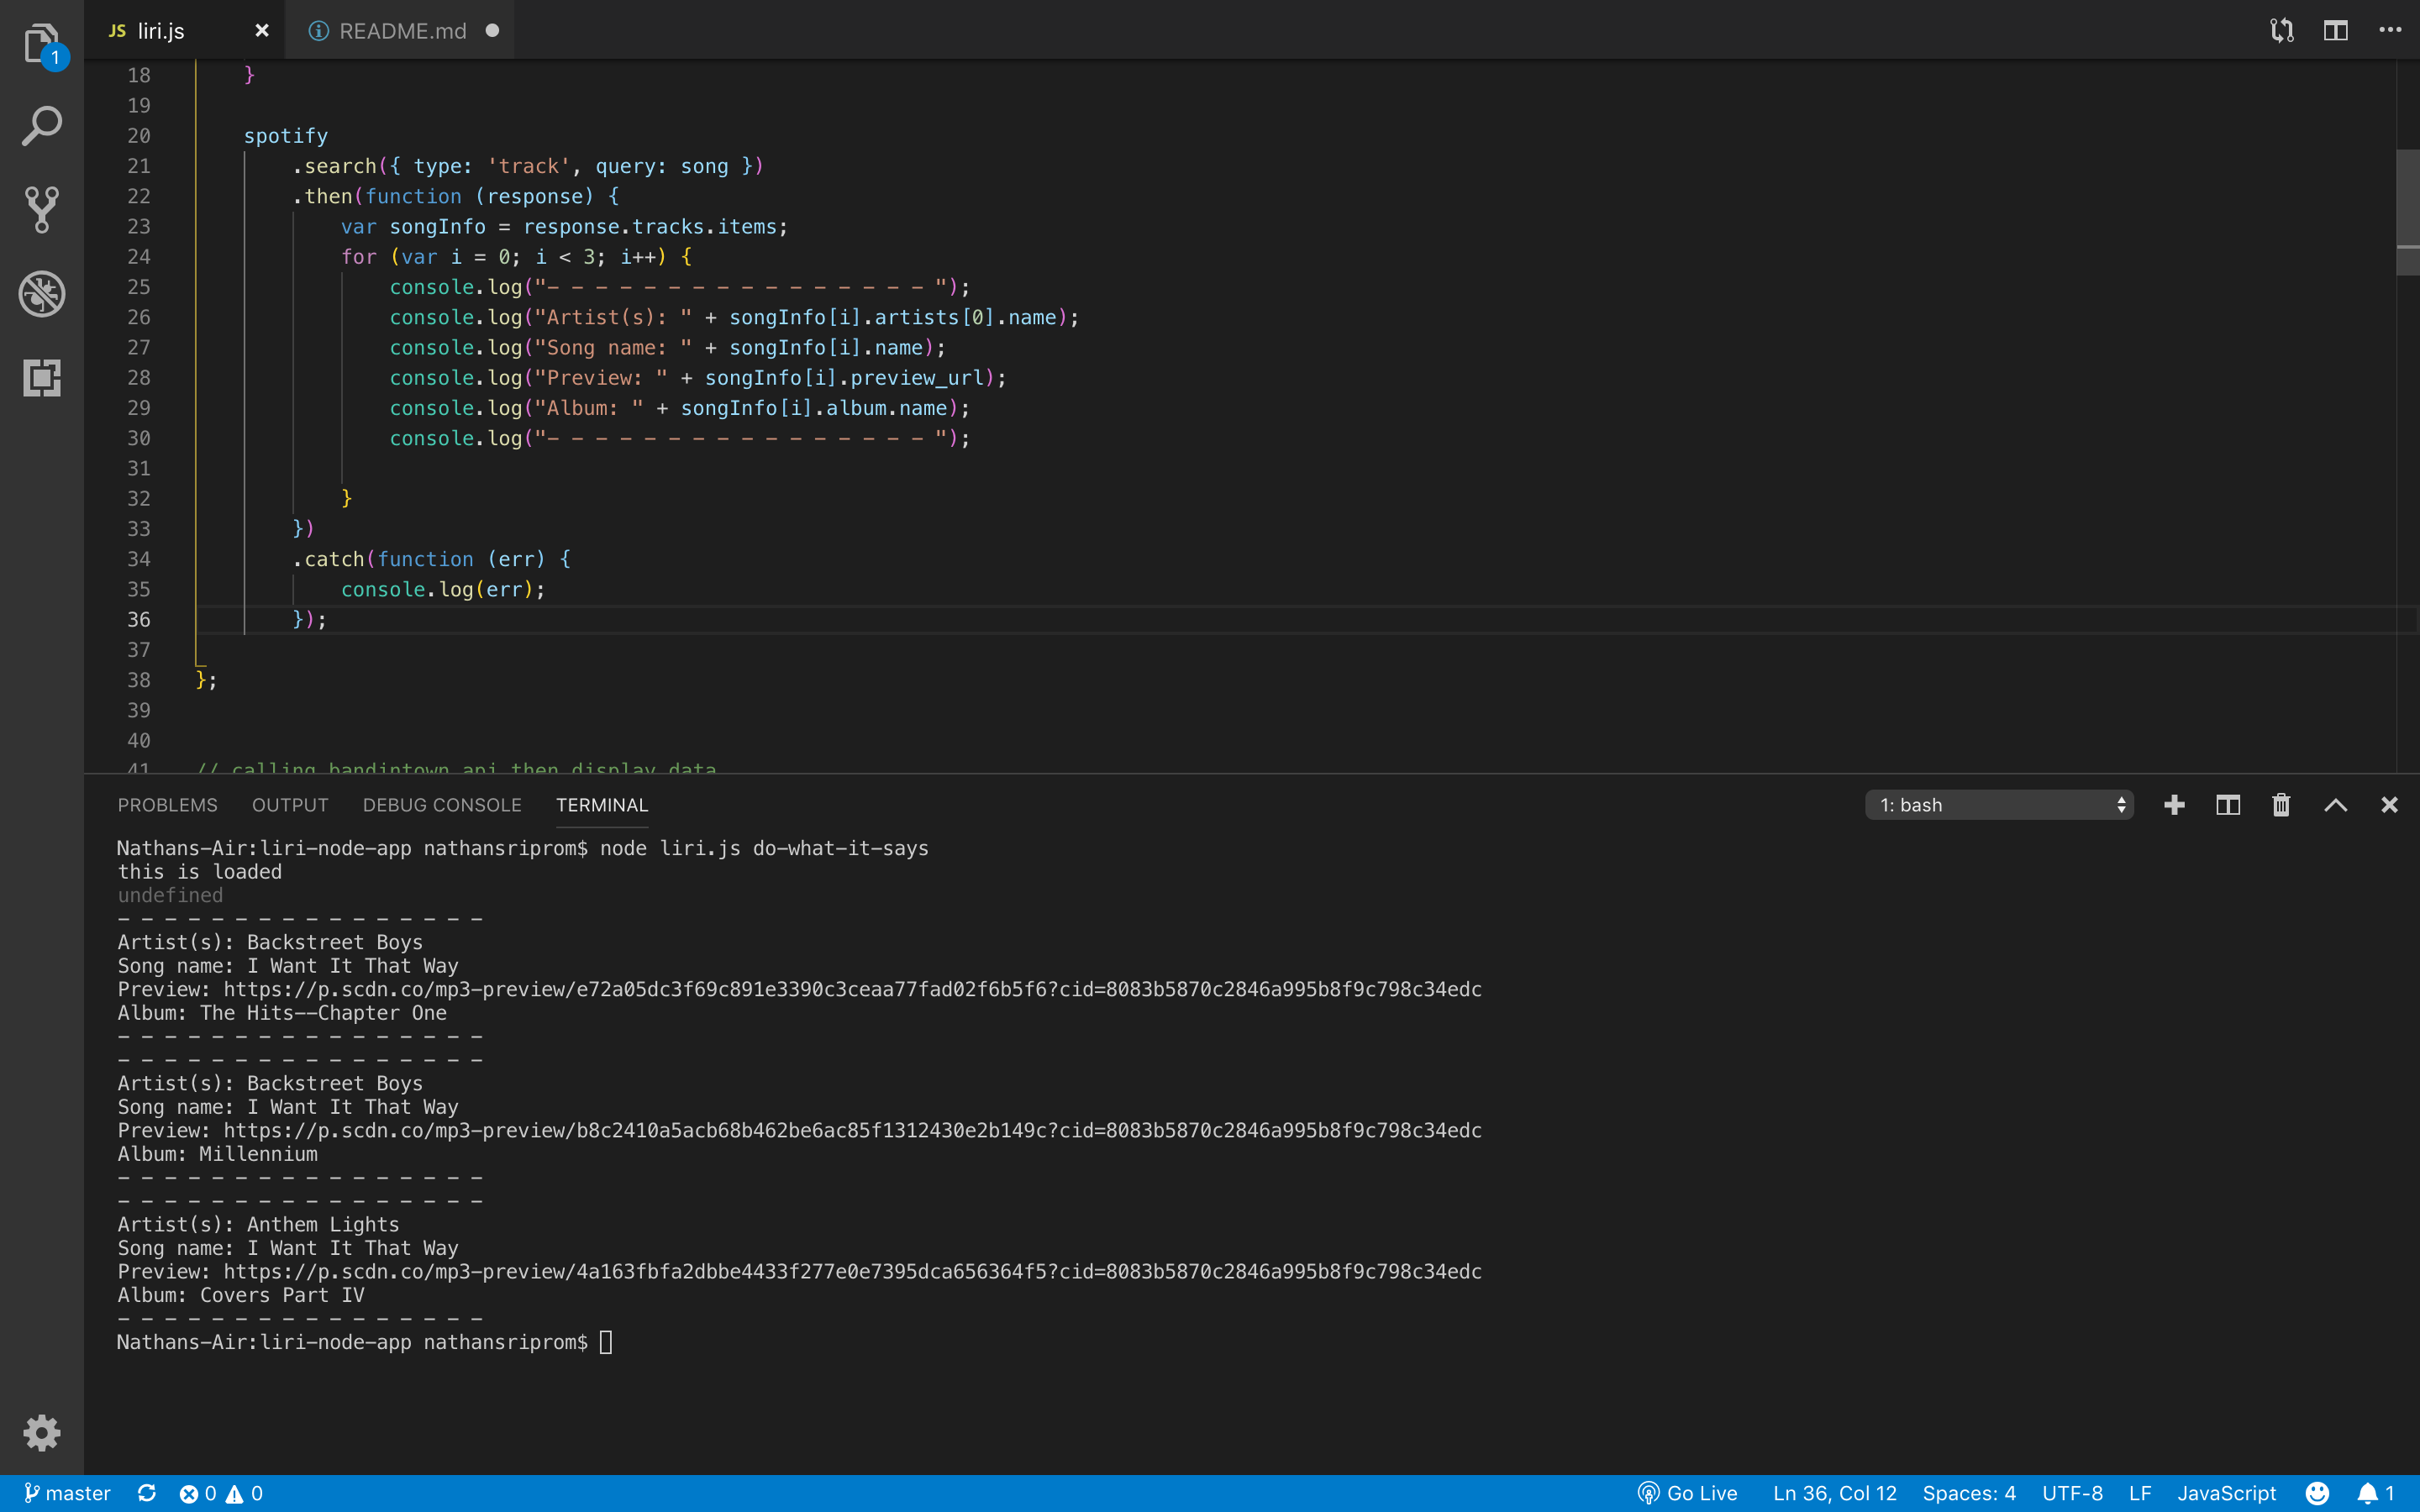 JS liri.js × README.md
1
18 }
19
20 spotify
21 .search({ type: 'track', query: song })
22 .then(function (response) {
23 var songInfo = response.tracks.items;
24 for (var i = 0; i < 3; i++) {
25 console.log("- - - - - - - - - - - - - - - - ");
26 console.log("Artist(s): " + songInfo[i].artists[0].name);
27 console.log("Song name: " + songInfo[i].name);
28 console.log("Preview: " + songInfo[i].preview_url);
29 console.log("Album: " + songInfo[i].album.name);
30 console.log("- - - - - - - - - - - - - - - - ");
31
32 }
33 })
34 .catch(function (err) {
35 console.log(err);
36 });
37
38 };
39
40
41 // calling bandintown api then display data
PROBLEMS OUTPUT DEBUG CONSOLE TERMINAL 1: bash
Nathans-Air:liri-node-app nathansriprom$ node liri.js do-what-it-says
this is loaded
undefined
- - - - - - - - - - - - - - - -
Artist(s): Backstreet Boys
Song name: I Want It That Way
Preview: https://p.scdn.co/mp3-preview/e72a05dc3f69c891e3390c3ceaa77fad02f6b5f6?cid=8083b5870c2846a995b8f9c798c34edc
Album: The Hits--Chapter One
- - - - - - - - - - - - - - - -
- - - - - - - - - - - - - - - -
Artist(s): Backstreet Boys
Song name: I Want It That Way
Preview: https://p.scdn.co/mp3-preview/b8c2410a5acb68b462be6ac85f1312430e2b149c?cid=8083b5870c2846a995b8f9c798c34edc
Album: Millennium
- - - - - - - - - - - - - - - -
- - - - - - - - - - - - - - - -
Artist(s): Anthem Lights
Song name: I Want It That Way
Preview: https://p.scdn.co/mp3-preview/4a163fbfa2dbbe4433f277e0e7395dca656364f5?cid=8083b5870c2846a995b8f9c798c34edc
Album: Covers Part IV
- - - - - - - - - - - - - - - -
Nathans-Air:liri-node-app nathansriprom$
master 0 0 Go Live Ln 36, Col 12 Spaces: 4 UTF-8 LF JavaScript 1